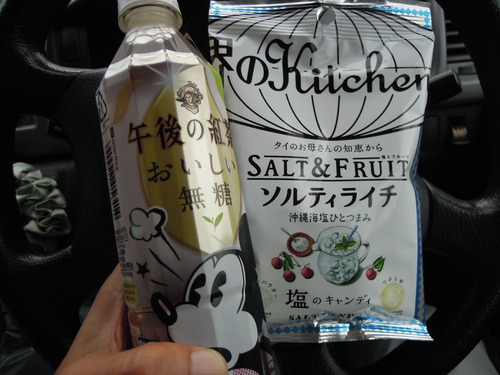 午後の紅茶
おいしい
無糖
界のKitchen
タイのお母さんの知恵から
SALT & FRUIT
ソルティライチ
沖縄海塩ひとつまみ
塩のキャンディ